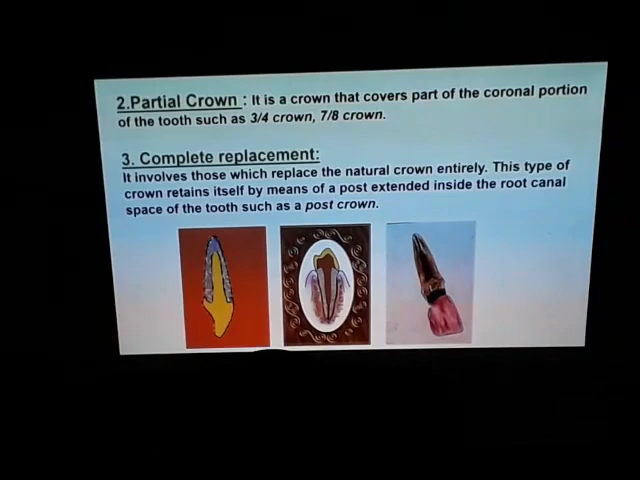 2.Partial Crown : It is a crown that covers part of the coronal portion
of the tooth such as 3/4 crown, 7/8 crown.
3. Complete replacement:
It involves those which replace the natural crown entirely. This type of
crown retains itself by means of a post extended inside the root canal
space of the tooth such as a post crown.